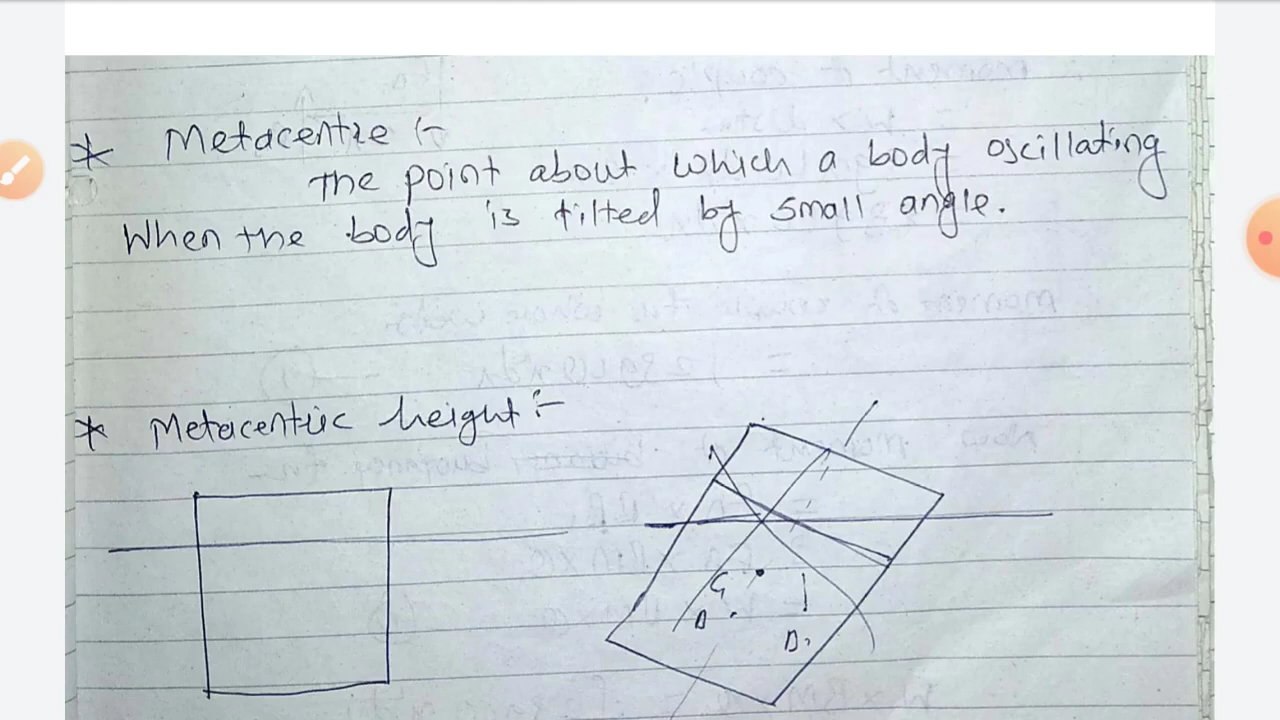 * Metacentre :-
The point about which a body oscillating
When the body is tilted by small angle.
* Metacentric height :-
G
B
B1